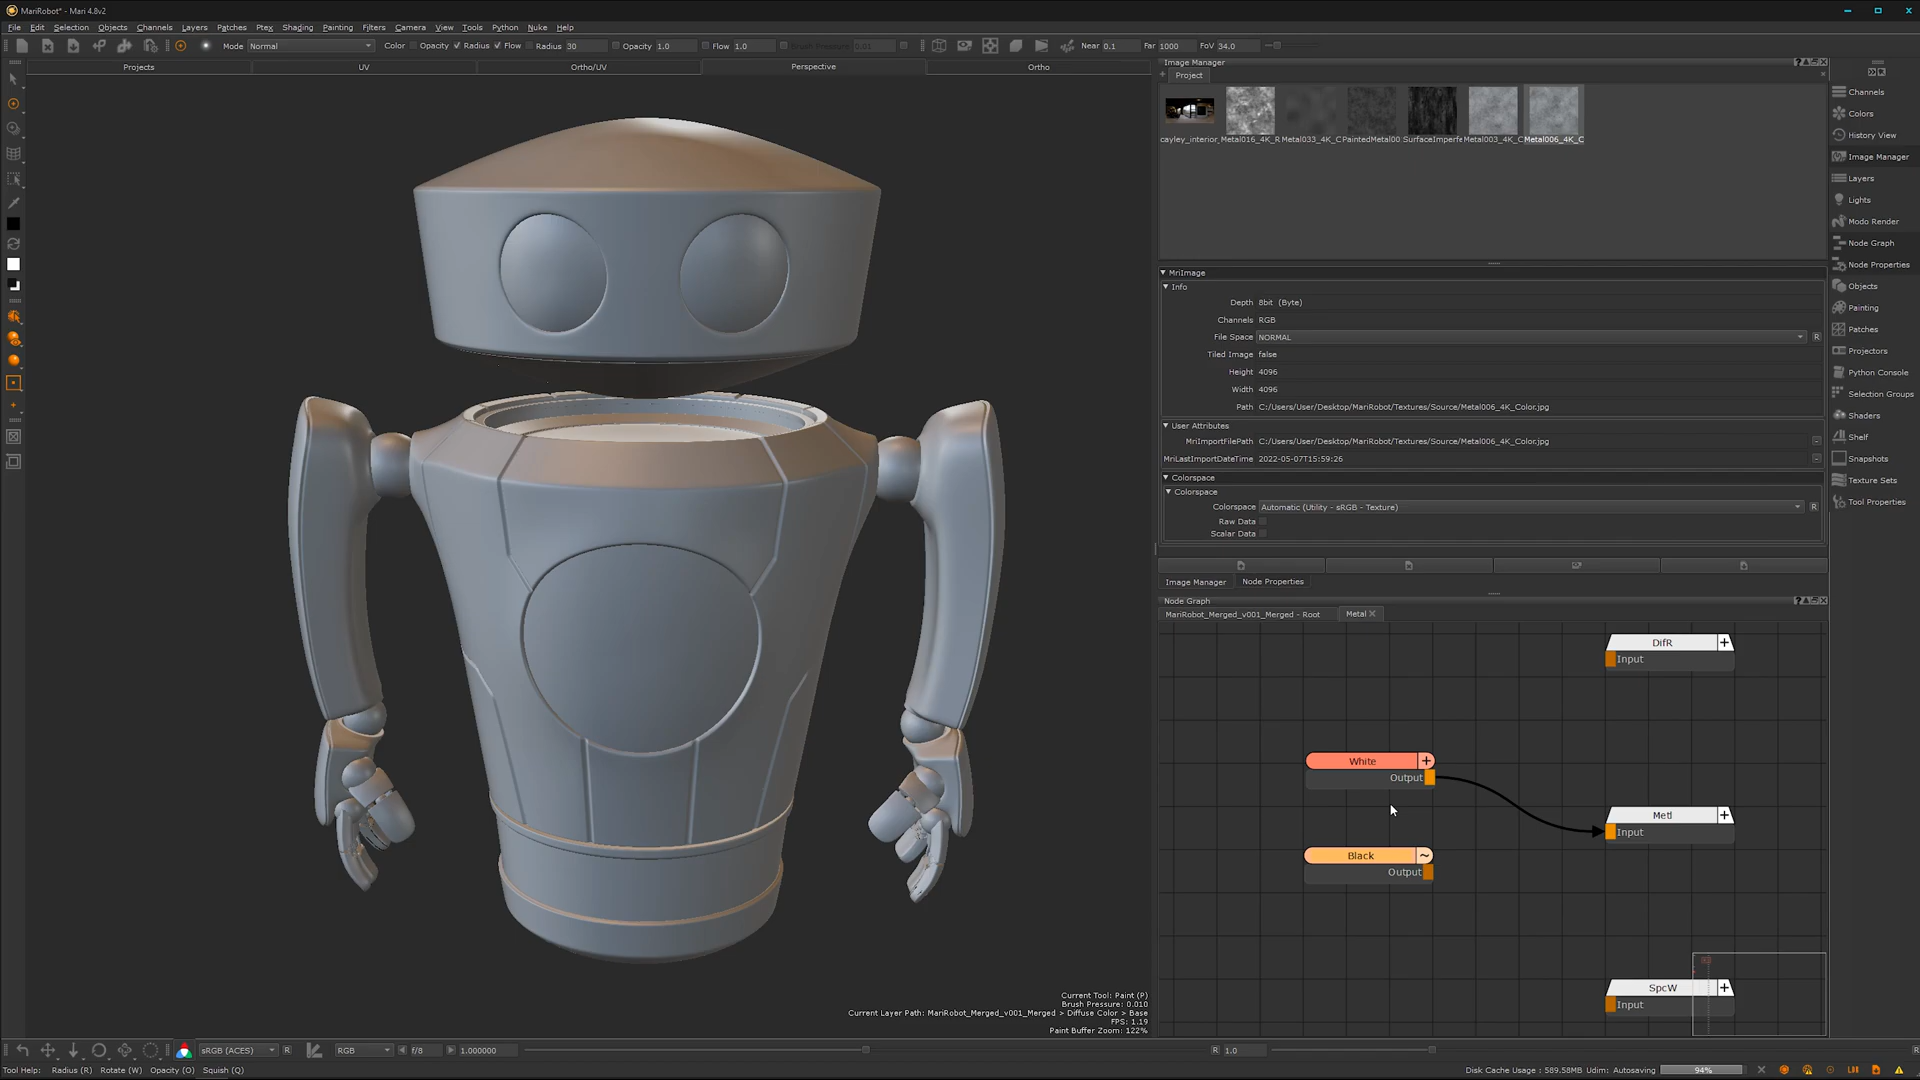 MariRobot* - Mari 4.8v2
File Edit Selection Objects Channels Layers Patches Ptex Shading Painting Filters Camera View Tools Python Nuke Help
Mode Normal Color Opacity Radius Flow Radius 30 Opacity 1.0 Flow 1.0 Brush Pressure 0.01 Near 0.1 Far 1000 FoV 34.0
Projects UV Ortho/UV Perspective Ortho
Image Manager
Project
cayley_interior_ Metal016_4K_R Metal033_4K_C PaintedMetal00 SurfaceImperfe Metal003_4K_C Metal006_4K_C
MriImage
Info
Depth 8bit (Byte)
Channels RGB
File Space NORMAL R
Tiled Image false
Height 4096
Width 4096
Path C:/Users/User/Desktop/MariRobot/Textures/Source/Metal006_4K_Color.jpg
User Attributes
MriImportFilePath C:/Users/User/Desktop/MariRobot/Textures/Source/Metal006_4K_Color.jpg
MriLastImportDateTime 2022-05-07T15:59:26
Colorspace
Colorspace
Colorspace Automatic (Utility - sRGB - Texture) R
Raw Data
Scalar Data
Image Manager Node Properties
Node Graph
MariRobot_Merged_v001_Merged - Root Metal
DifR
Input
White
Output
Metl
Input
Black
Output
SpcW
Input
Channels
Colors
History View
Image Manager
Layers
Lights
Modo Render
Node Graph
Node Properties
Objects
Painting
Patches
Projectors
Python Console
Selection Groups
Shaders
Shelf
Snapshots
Texture Sets
Tool Properties
Current Tool: Paint (P)
Brush Pressure: 0.010
Current Layer Path: MariRobot_Merged_v001_Merged > Diffuse Color > Base
FPS: 1.19
Paint Buffer Zoom: 122%
sRGB (ACES) R RGB f/8 1.000000 R 1.0 R
Tool Help: Radius (R) Rotate (W) Opacity (O) Squish (Q)
Disk Cache Usage : 589.58MB Udim: Autosaving 94%